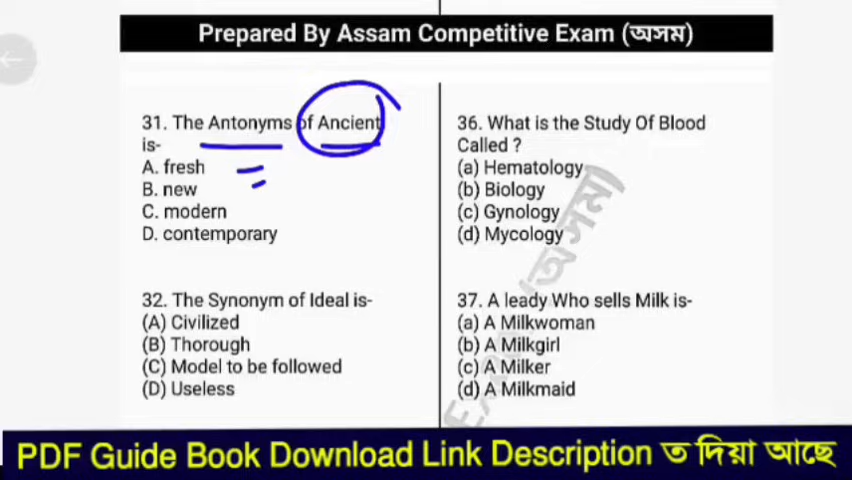 Prepared By Assam Competitive Exam (অসম)
31. The Antonyms of Ancient
is-
A. fresh
B. new
C. modern
D. contemporary
32. The Synonym of Ideal is-
(A) Civilized
(B) Thorough
(C) Model to be followed
(D) Useless
36. What is the Study Of Blood
Called ?
(a) Hematology
(b) Biology
(c) Gynology
(d) Mycology
37. A leady Who sells Milk is-
(a) A Milkwoman
(b) A Milkgirl
(c) A Milker
(d) A Milkmaid
PDF Guide Book Download Link Description ত দিয়া আছে